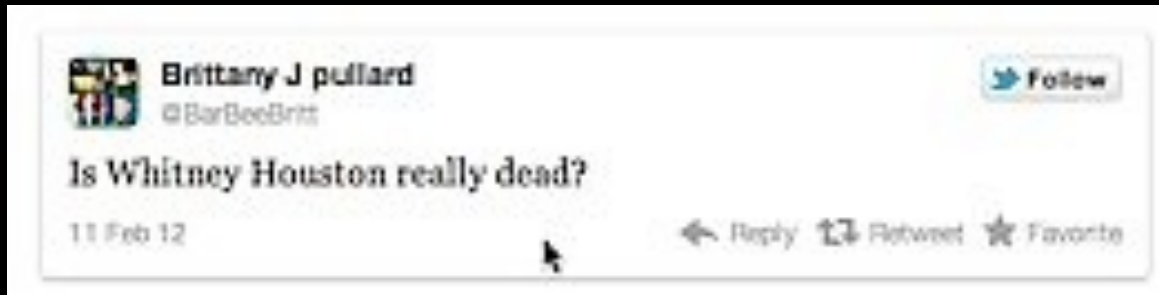 Brittany J pullard
Follow
@BarBeeBritt
Is Whitney Houston really dead?
11 Feb 12 Reply Retweet Favorite